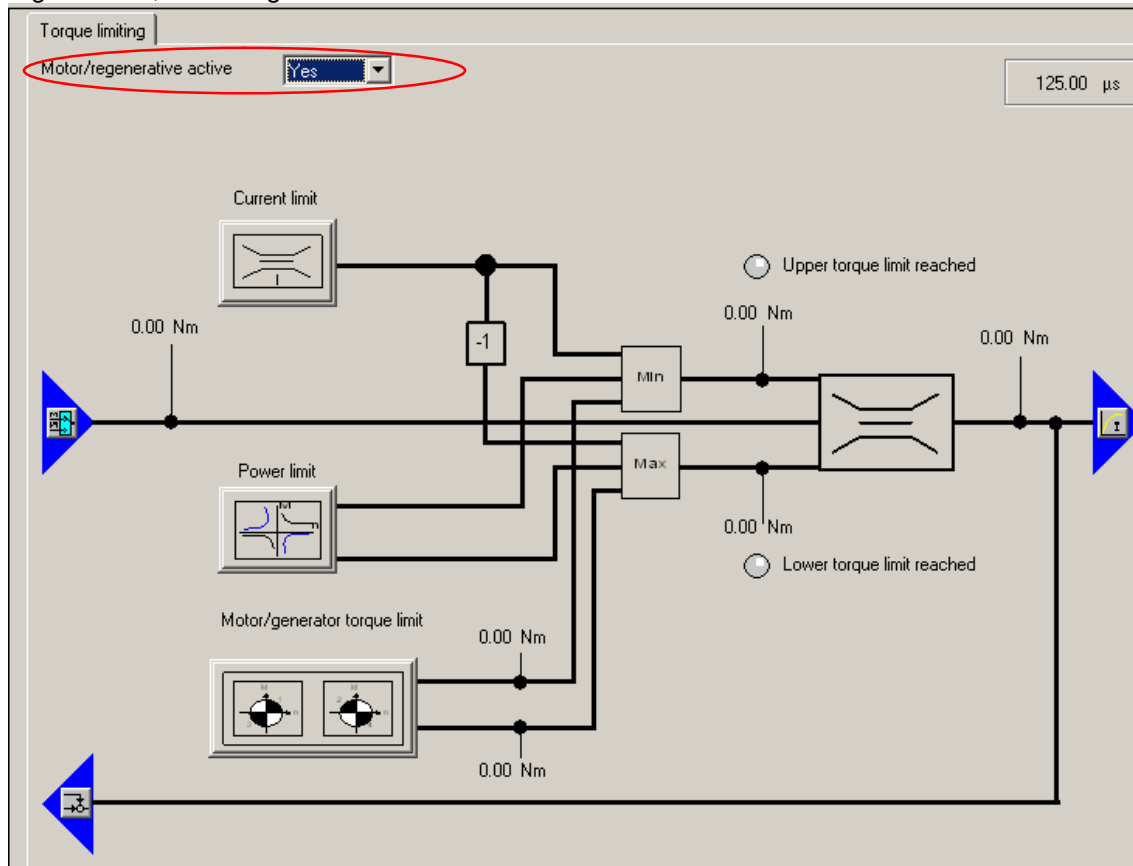 Torque limiting
Motor/regenerative active Yes
125.00 µs
Current limit
I
Upper torque limit reached
0.00 Nm
0.00 Nm
0.00 Nm
-1
Min
Max
Power limit
M
n
0.00 Nm
Lower torque limit reached
Motor/generator torque limit
0.00 Nm
0.00 Nm